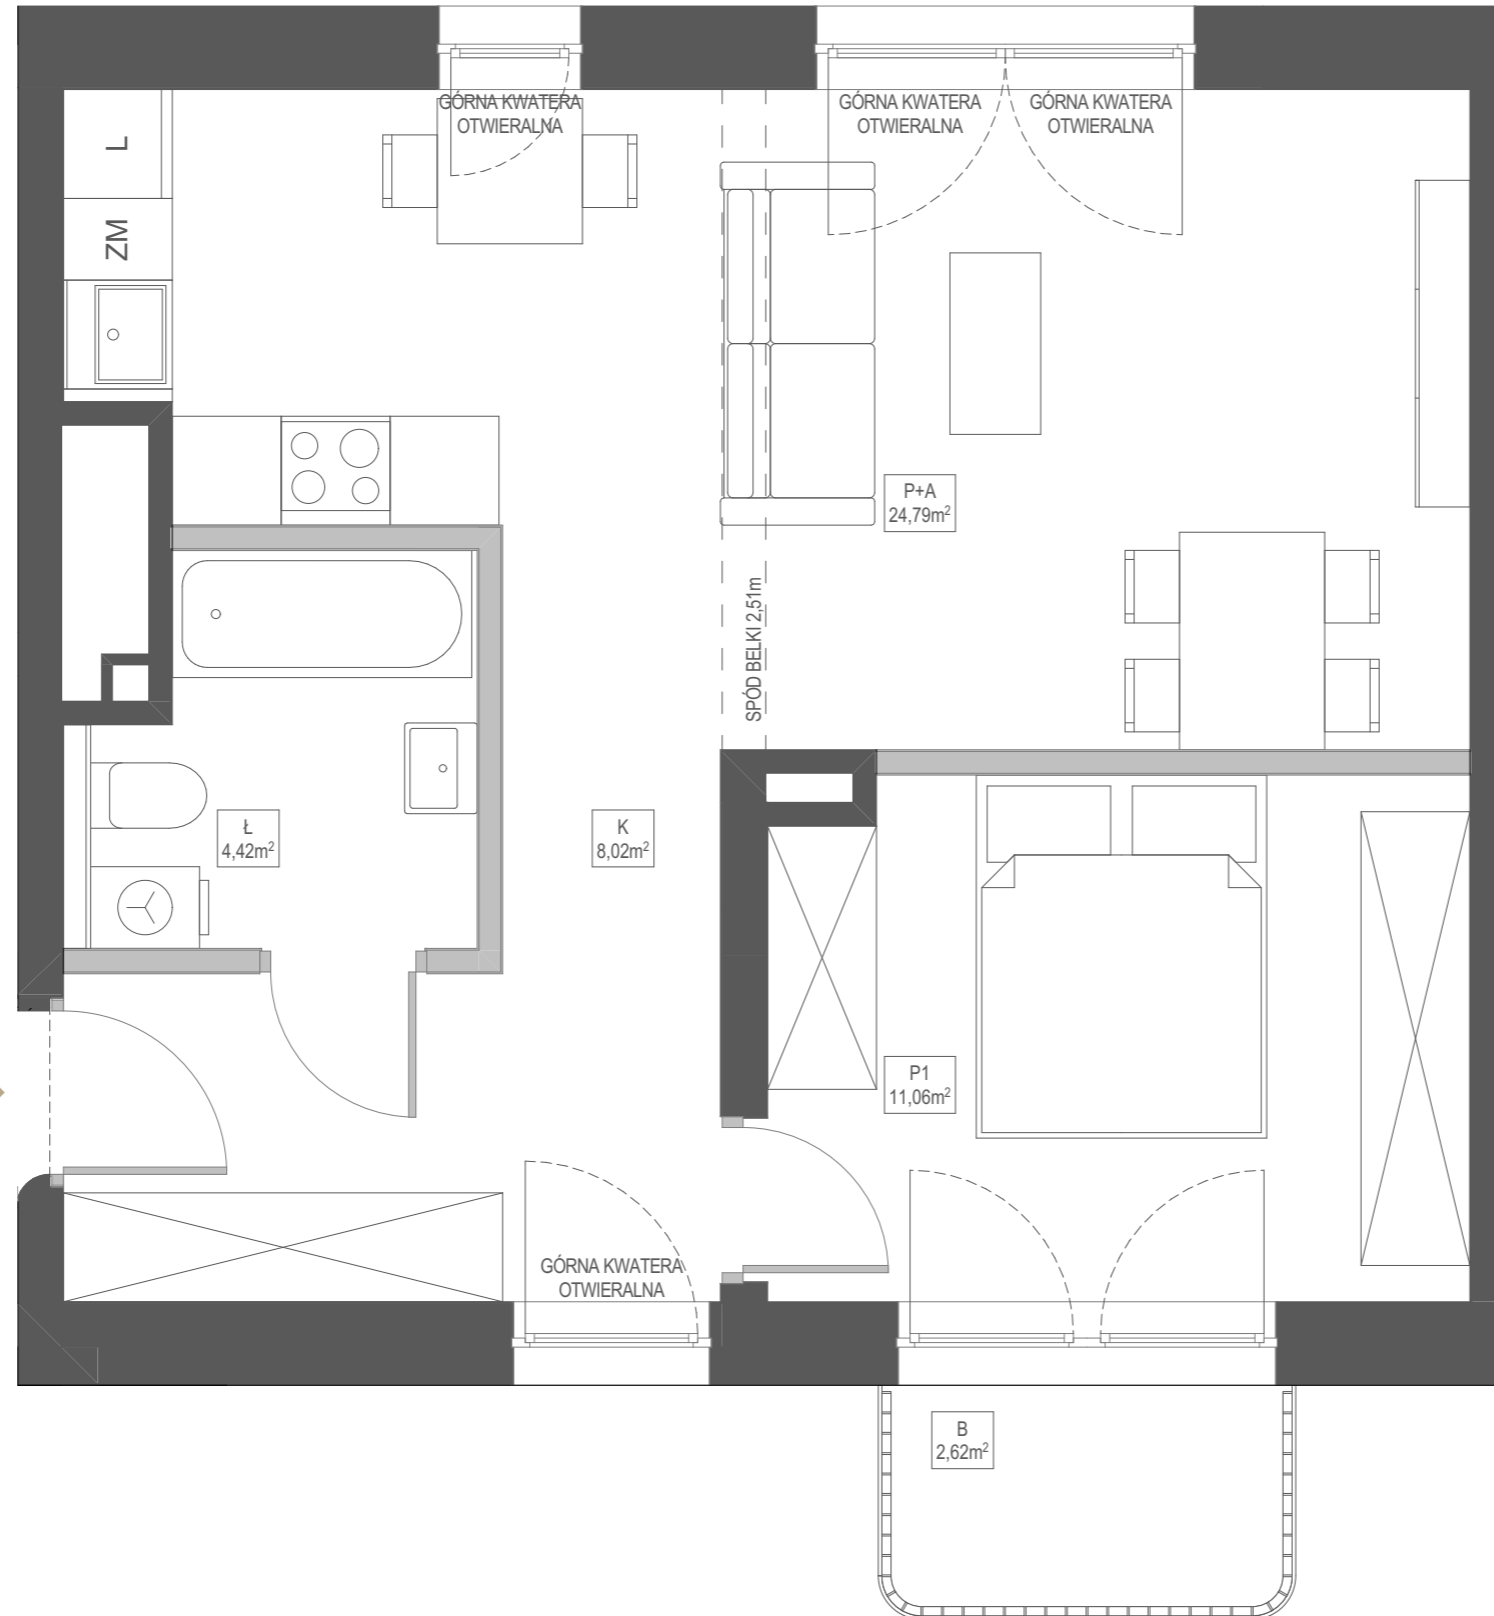 GÓRNA KWATERA
OTWIERALNA
GÓRNA KWATERA
OTWIERALNA
GÓRNA KWATERA
OTWIERALNA
L
ZM
P+A
24,79m²
SPÓD BELKI 2,51m
Ł
4,42m²
K
8,02m²
P1
11,06m²
GÓRNA KWATERA
OTWIERALNA
B
2,62m²